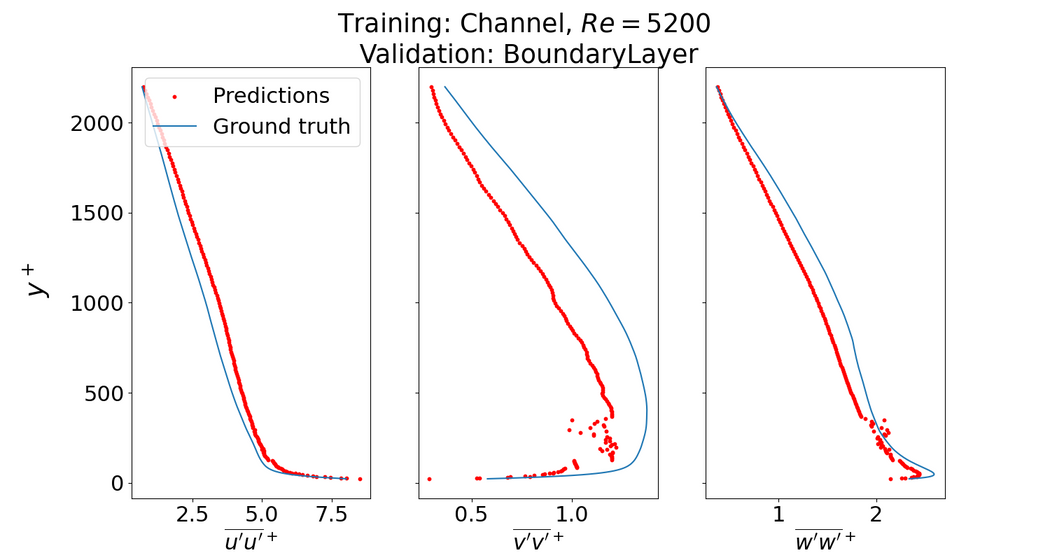 Training: Channel, Re = 5200
Validation: BoundaryLayer
Predictions
Ground truth
y⁺
2000
1500
1000
500
0
2.5 5.0 7.5
0.5 1.0
1 2
u′u′⁺
v′v′⁺
w′w′⁺